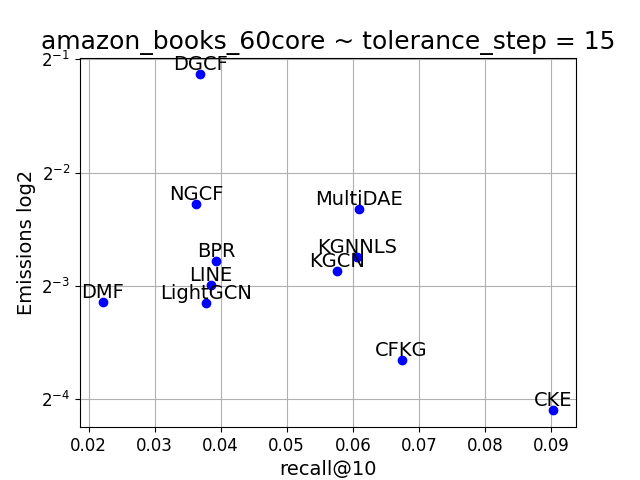 amazon_books_60core ~ tolerance_step = 15
2^-1
DGCF
2^-2
NGCF
MultiDAE
BPR
KGNNLS
KGCN
LINE
2^-3
DMF
LightGCN
CFKG
2^-4
CKE
Emissions log2
0.02 0.03 0.04 0.05 0.06 0.07 0.08 0.09
recall@10